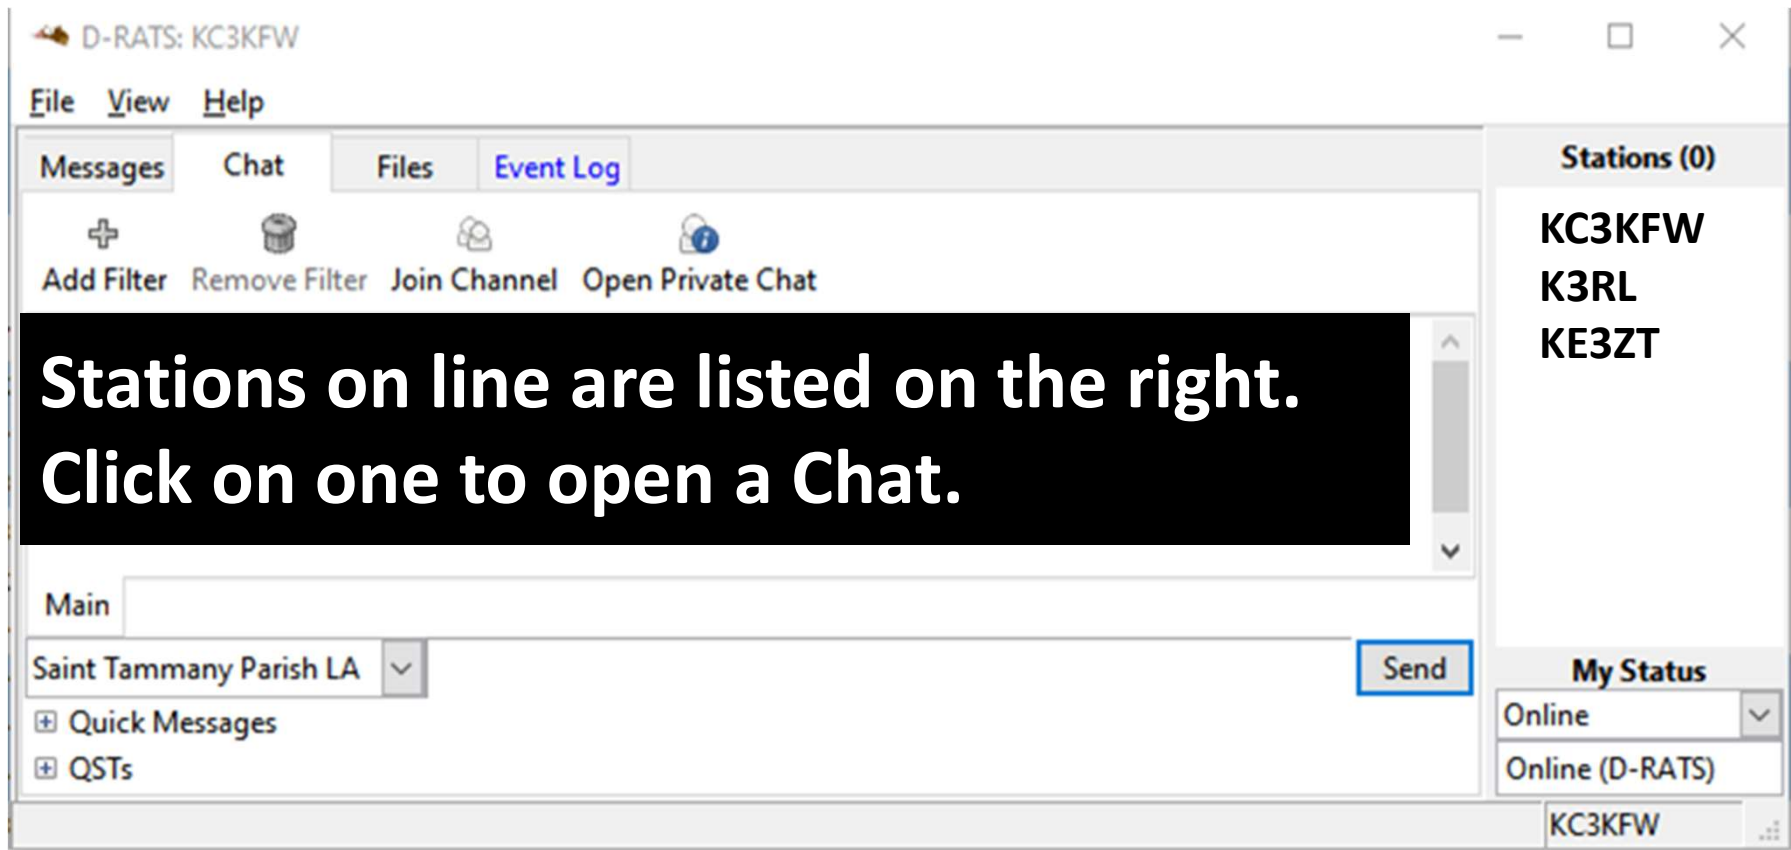 D-RATS: KC3KFW
File View Help
Messages Chat Files Event Log
Add Filter Remove Filter Join Channel Open Private Chat
Stations on line are listed on the right.
Click on one to open a Chat.
Main
Saint Tammany Parish LA
Send
Quick Messages
QSTs
Stations (0)
KC3KFW
K3RL
KE3ZT
My Status
Online
Online (D-RATS)
KC3KFW